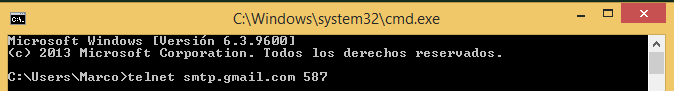 C:\Windows\system32\cmd.exe
Microsoft Windows [Versión 6.3.9600]
(c) 2013 Microsoft Corporation. Todos los derechos reservados.
C:\Users\Marco>telnet smtp.gmail.com 587